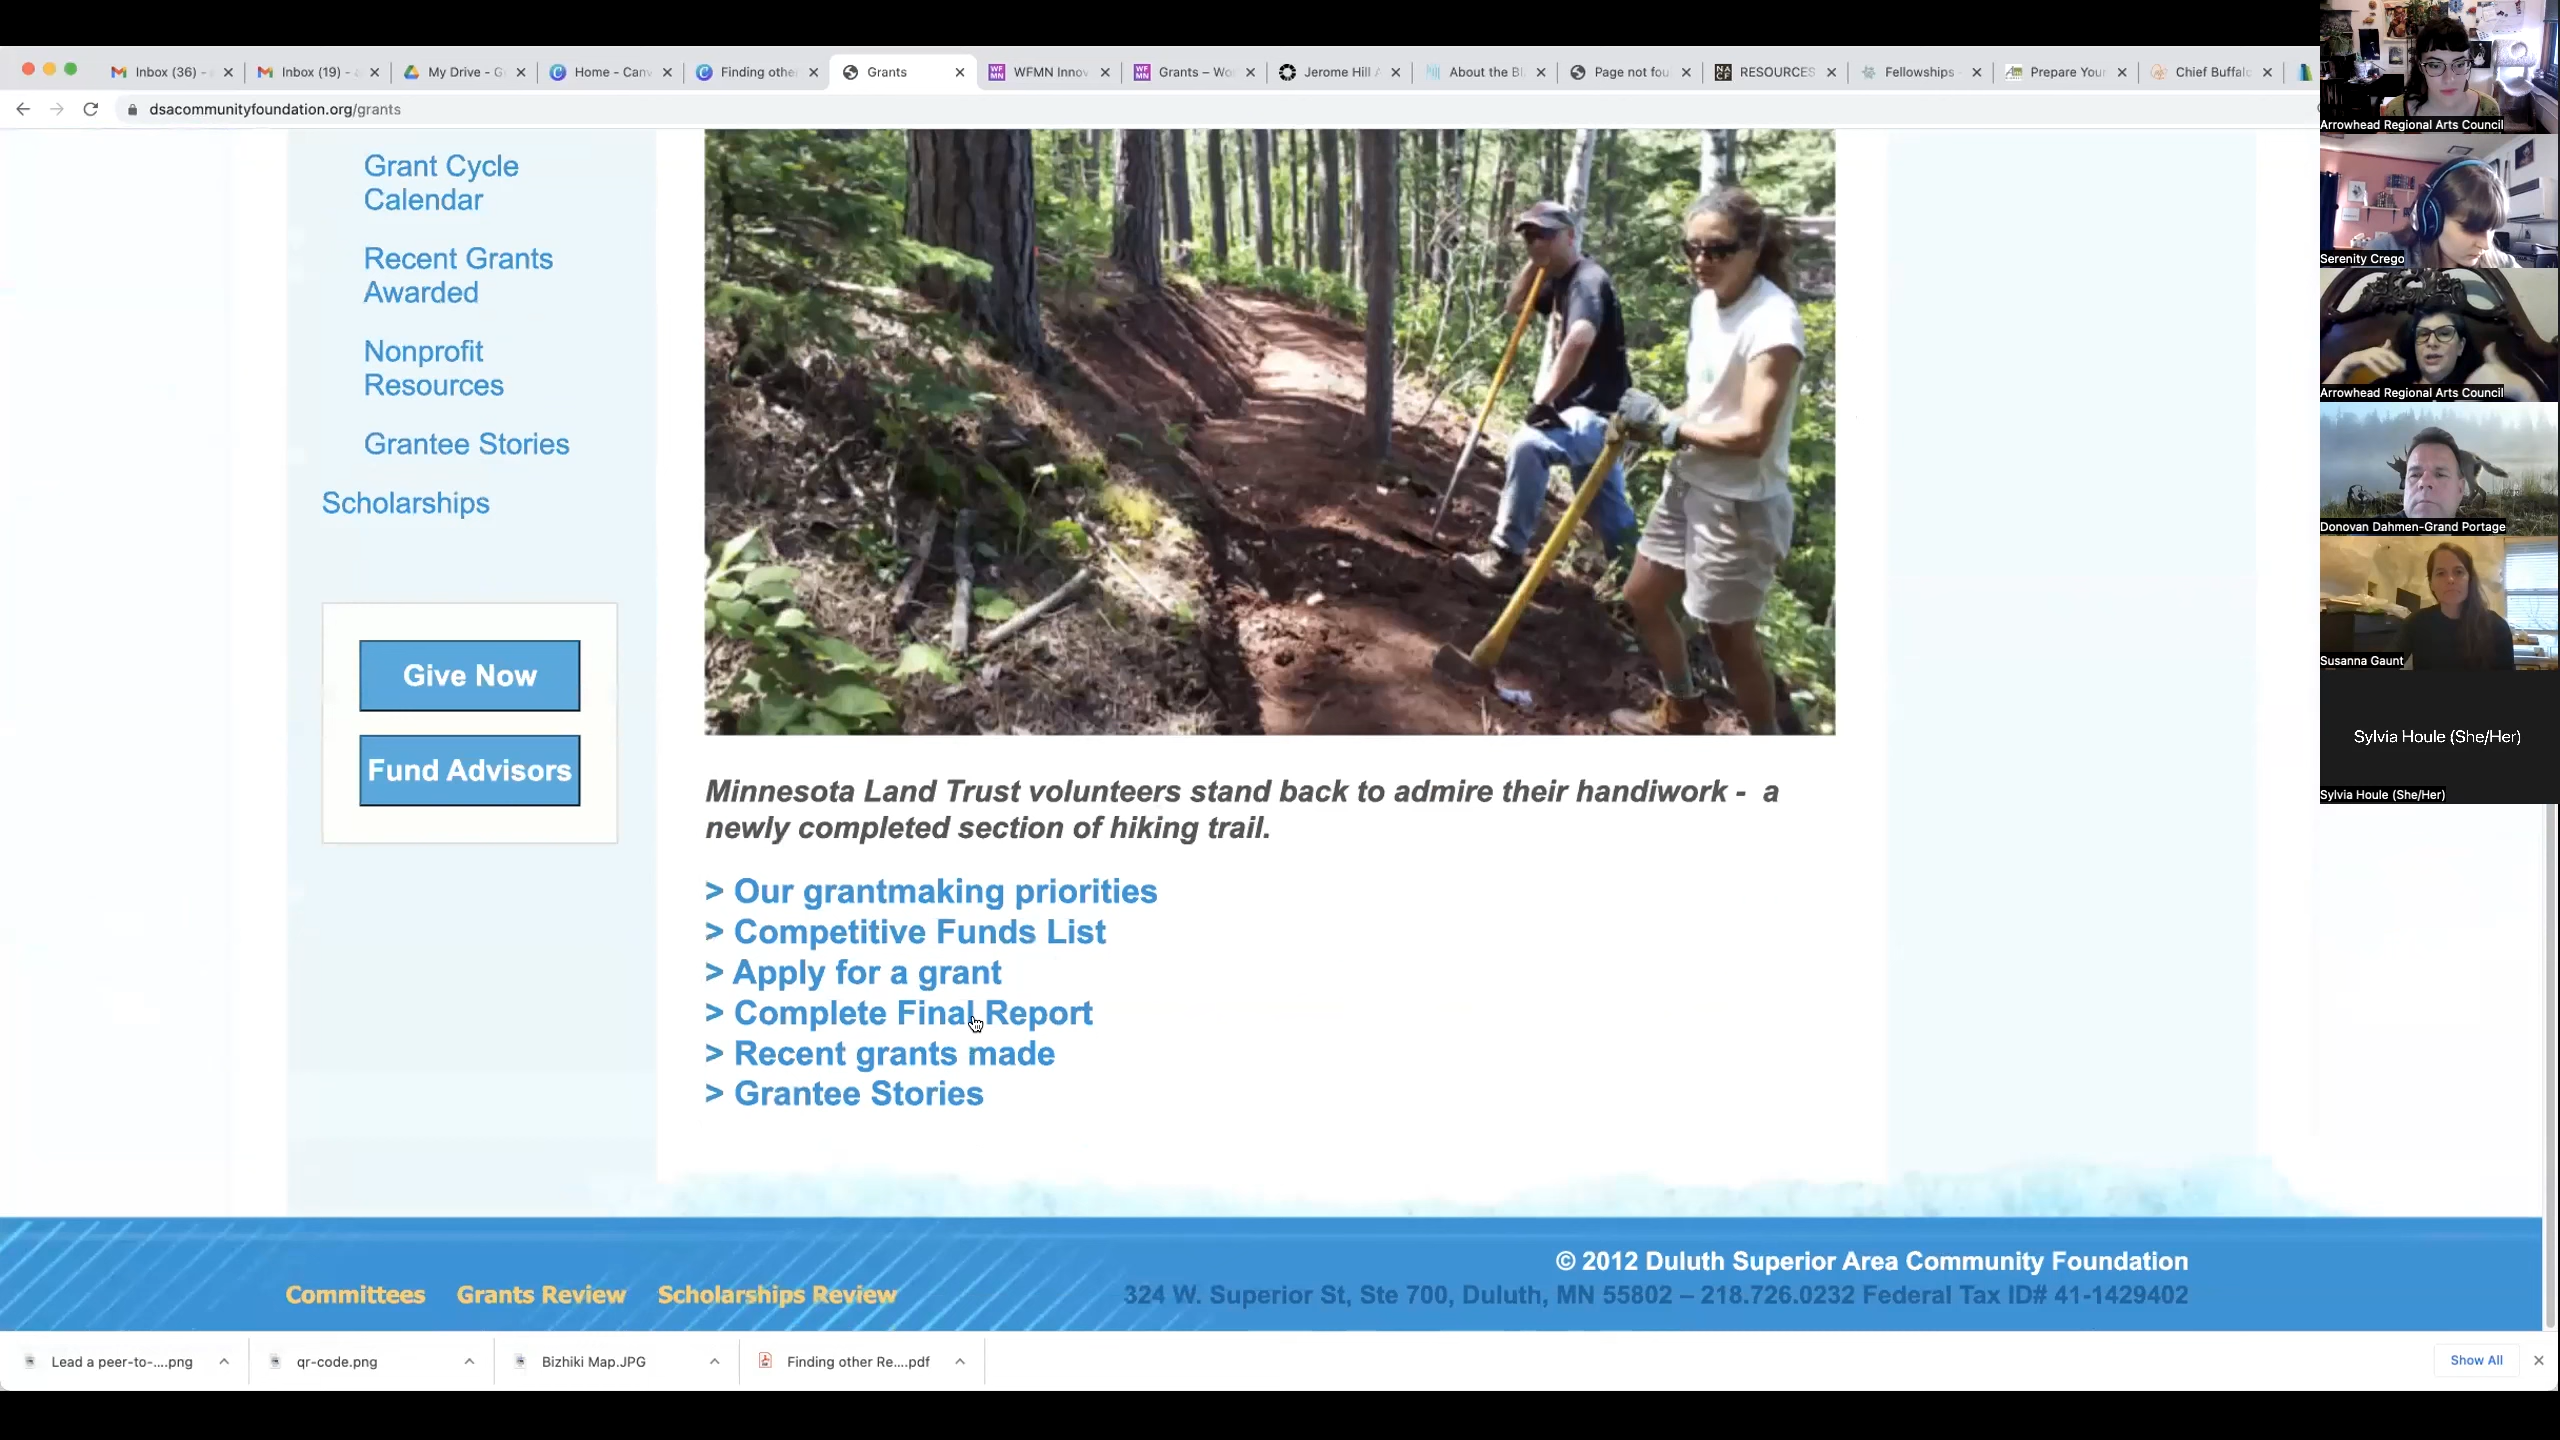 Inbox (36) -
Inbox (19) -
My Drive - G
Home - Canv
Finding othe
Grants
WFMN Innov
Grants – Wo
Jerome Hill
About the B
Page not fou
RESOURCES
Fellowships
Prepare Your
Chief Buffalo
dsacommunityfoundation.org/grants
Grant Cycle
Calendar
Recent Grants
Awarded
Nonprofit
Resources
Grantee Stories
Scholarships
Give Now
Fund Advisors
Minnesota Land Trust volunteers stand back to admire their handiwork - a
newly completed section of hiking trail.
> Our grantmaking priorities
> Competitive Funds List
> Apply for a grant
> Complete Final Report
> Recent grants made
> Grantee Stories
© 2012 Duluth Superior Area Community Foundation
Committees Grants Review Scholarships Review
324 W. Superior St, Ste 700, Duluth, MN 55802 – 218.726.0232 Federal Tax ID# 41-1429402
Lead a peer-to-....png
qr-code.png
Bizhiki Map.JPG
Finding other Re....pdf
Show All
Arrowhead Regional Arts Council
Serenity Crego
Arrowhead Regional Arts Council
Donovan Dahmen-Grand Portage
Susanna Gaunt
Sylvia Houle (She/Her)
Sylvia Houle (She/Her)